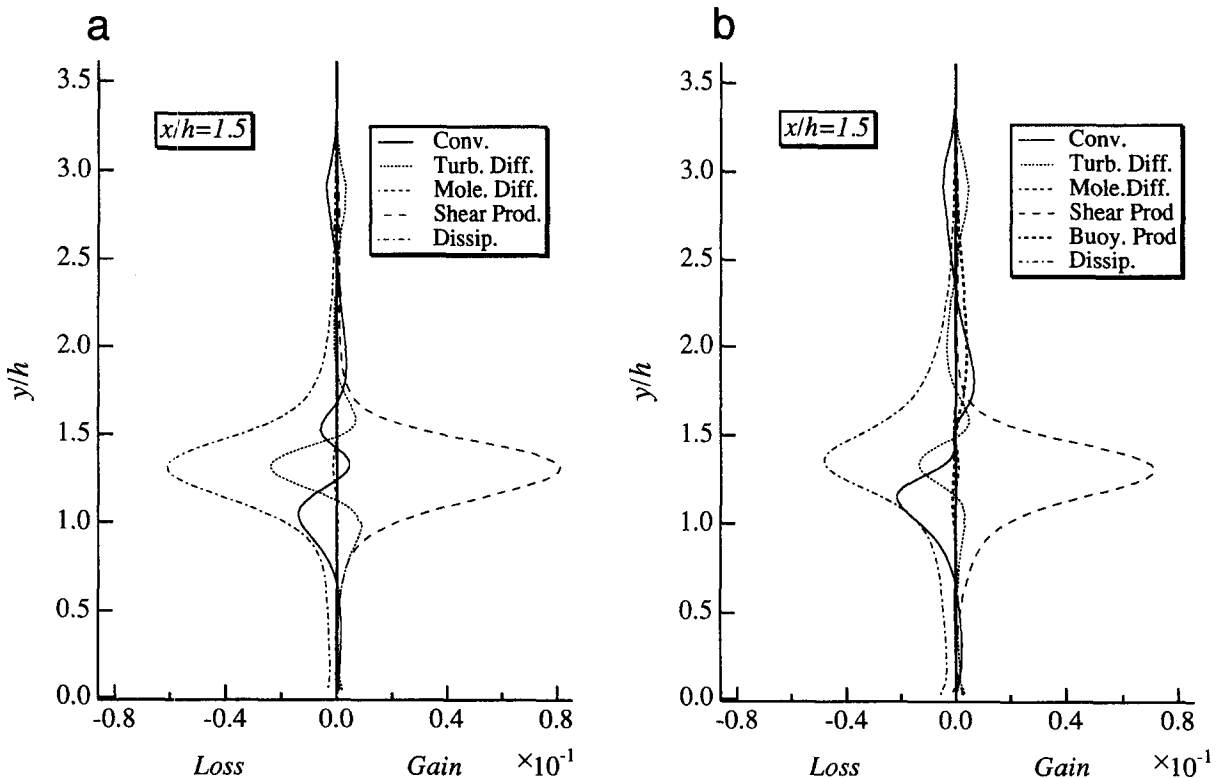 a
3.5
3.0
2.5
2.0
1.5
1.0
0.5
0.0
y/h
x/h=1.5
Conv.
Turb. Diff.
Mole. Diff.
Shear Prod.
Dissip.
-0.8
-0.4
0.0
0.4
0.8
×10⁻¹
Loss
Gain
b
3.5
3.0
2.5
2.0
1.5
1.0
0.5
0.0
y/h
x/h=1.5
Conv.
Turb. Diff.
Mole.Diff.
Shear Prod
Buoy. Prod
Dissip.
-0.8
-0.4
0.0
0.4
0.8
×10⁻¹
Loss
Gain